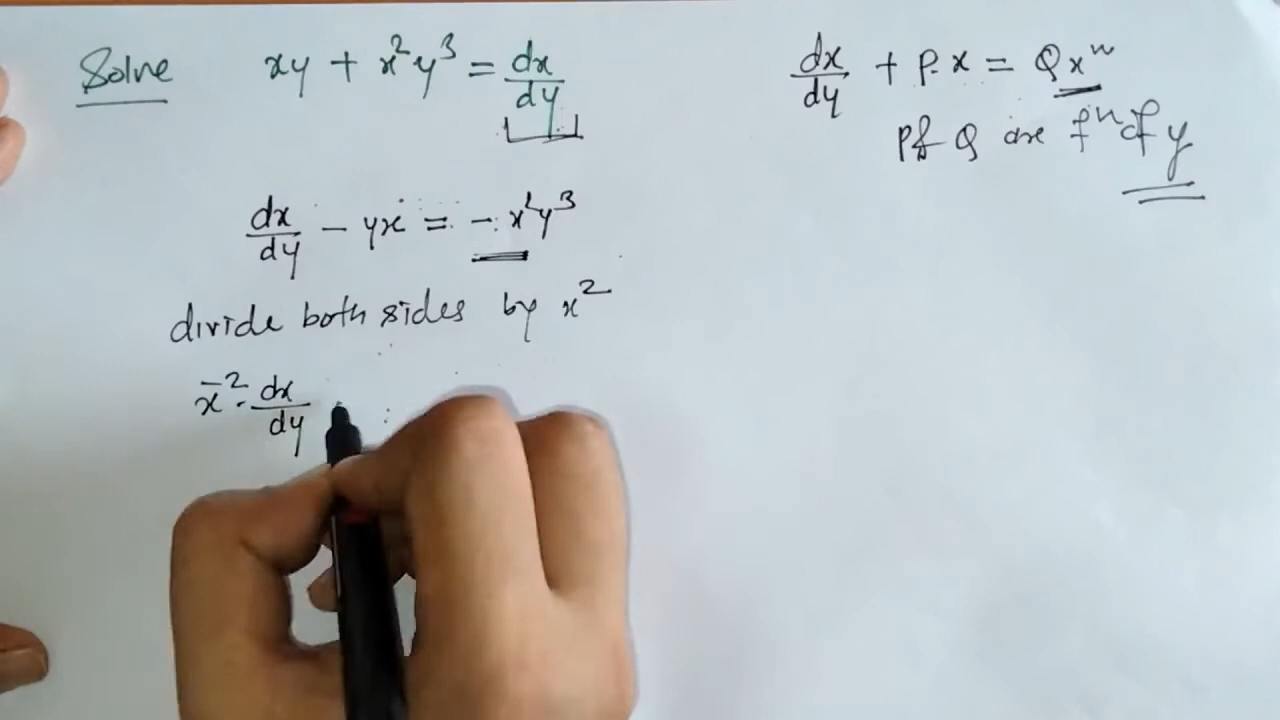 Solve xy + x²y³ = dx/dy
dx/dy + P.x = Qxⁿ
P & Q are fⁿ of y
dx/dy - yx = - x²y³
divide both sides by x²
x⁻². dx/dy